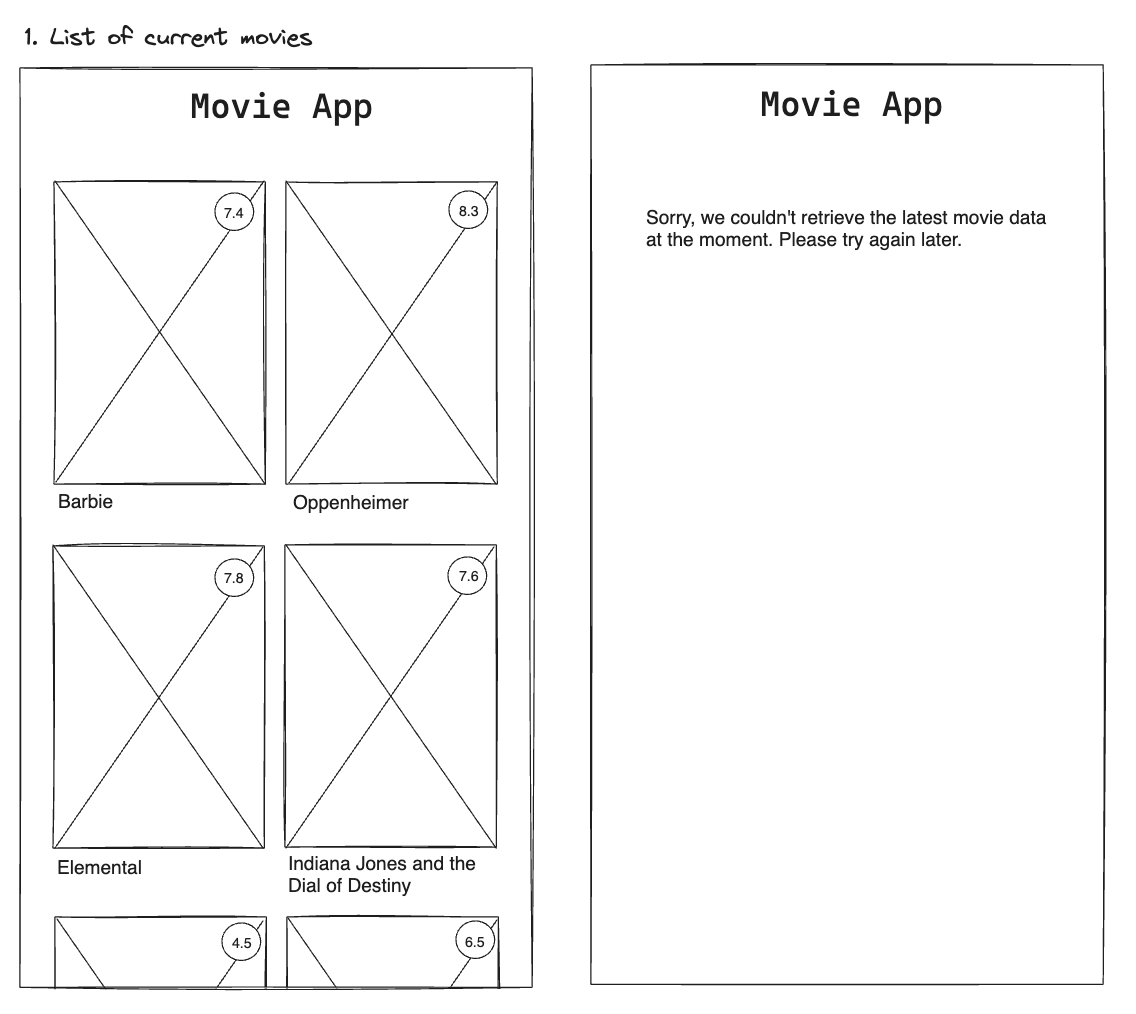 1. List of current movies
Movie App
7.4
8.3
Barbie
Oppenheimer
7.8
7.6
Elemental
Indiana Jones and the
Dial of Destiny
4.5
6.5
Movie App
Sorry, we couldn't retrieve the latest movie data
at the moment. Please try again later.